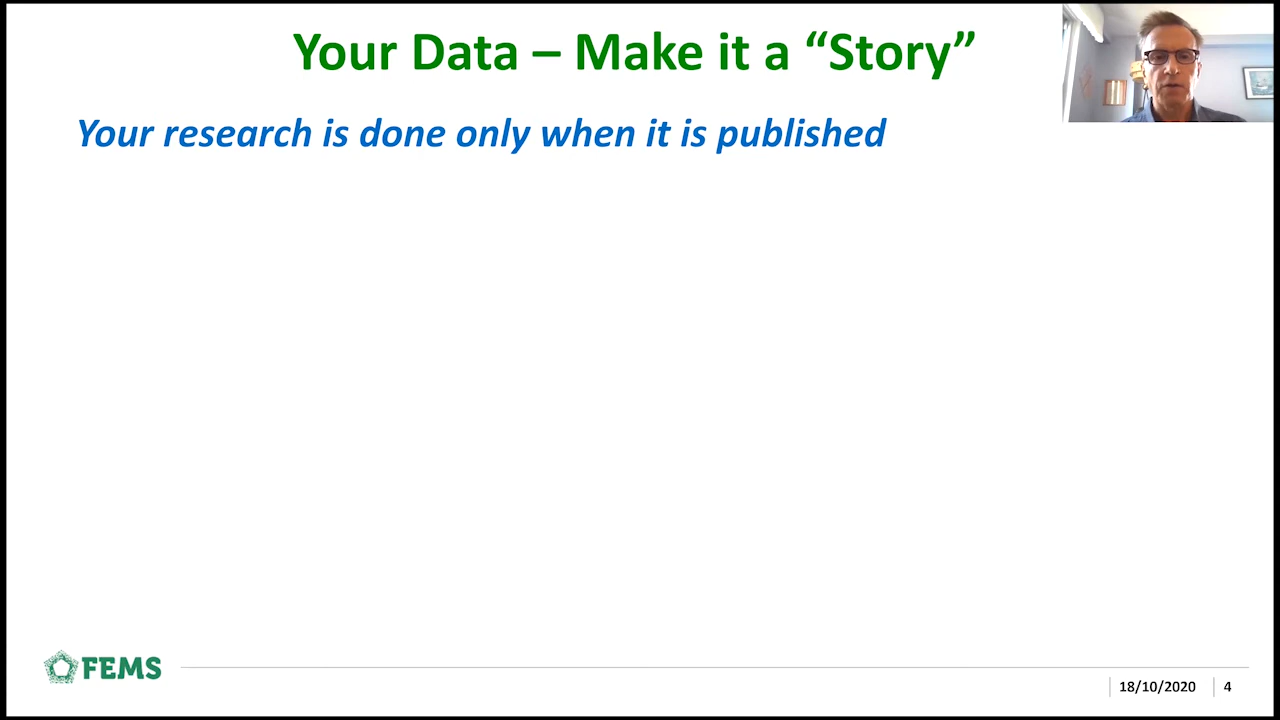 Your Data – Make it a “Story”
Your research is done only when it is published
FEMS
18/10/2020
4